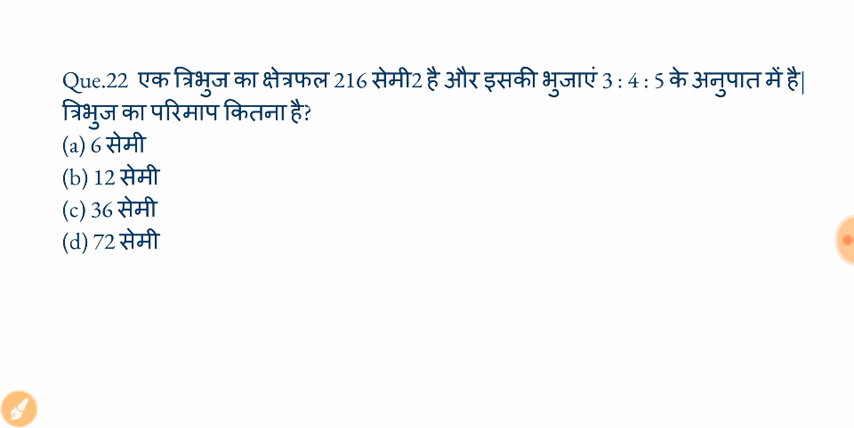 Que.22 एक त्रिभुज का क्षेत्रफल 216 सेमी2 है और इसकी भुजाएं 3 : 4 : 5 के अनुपात में है|
त्रिभुज का परिमाप कितना है?
(a) 6 सेमी
(b) 12 सेमी
(c) 36 सेमी
(d) 72 सेमी